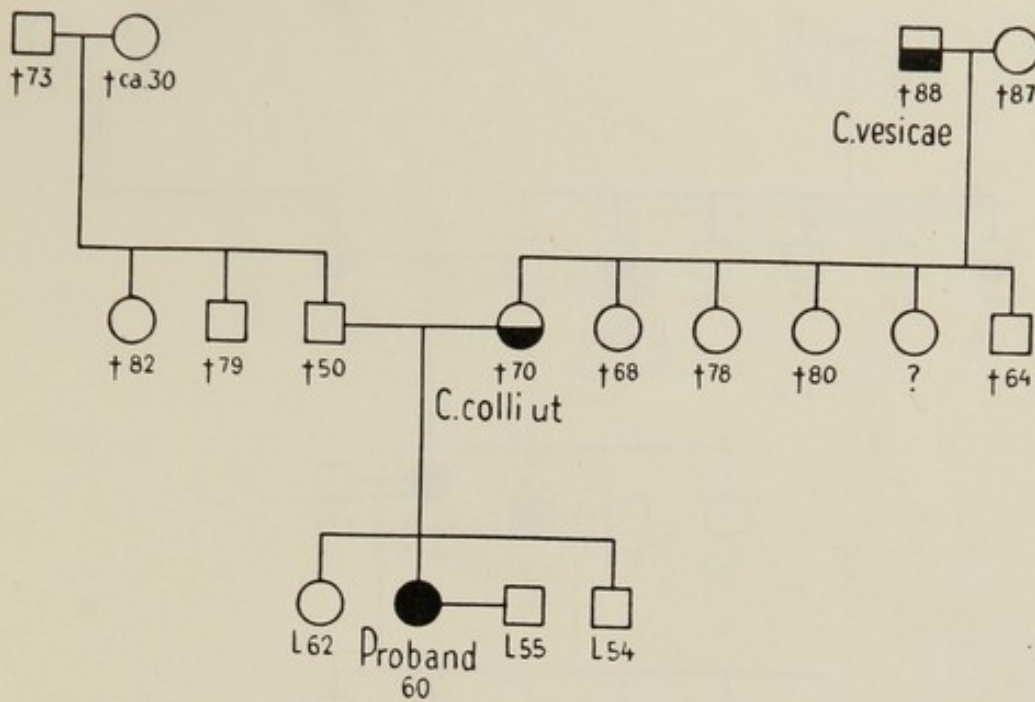 †73
†ca.30
†88
†87
C.vesicae
†82
†79
†50
†70
†68
†78
†80
?
†64
C.colli ut
L62
Proband
60
L55
L54